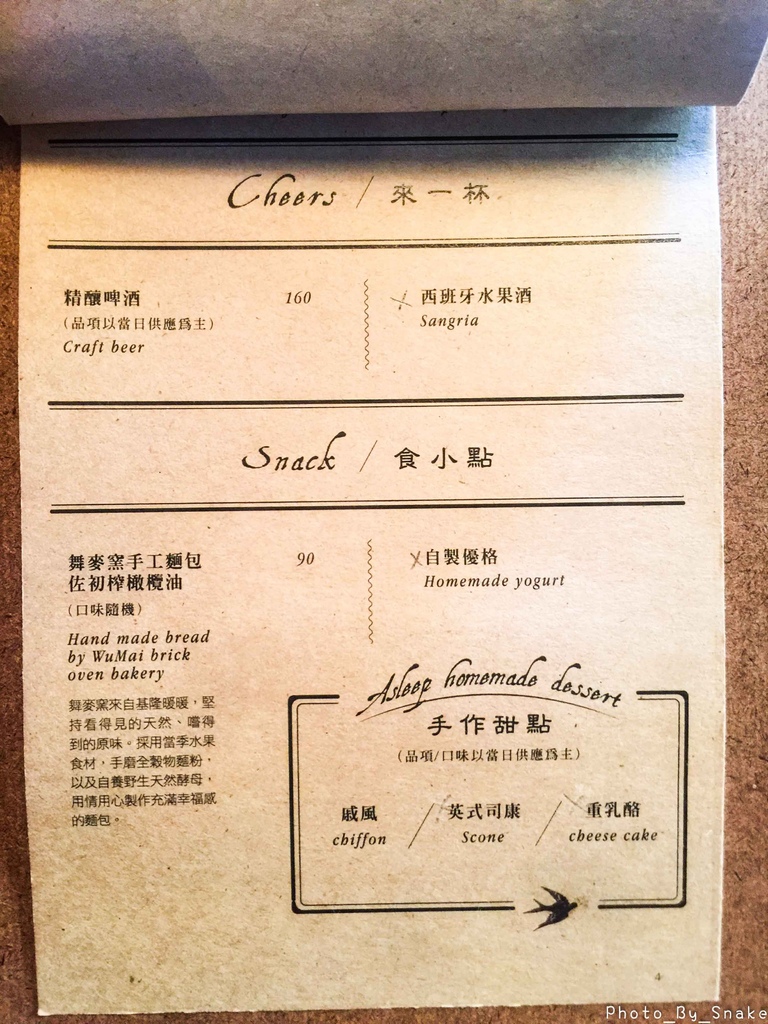 Cheers / 來一杯
精釀啤酒 160
(品項以當日供應爲主)
Craft beer
西班牙水果酒
Sangria
Snack / 食小點
舞麥窯手工麵包 90
佐初榨橄欖油
(口味隨機)
Hand made bread
by WuMai brick
oven bakery
舞麥窯來自基隆暖暖，堅
持看得見的天然、嚐得
到的原味。採用當季水果
食材，手磨全穀物麵粉，
以及自養野生天然酵母，
用情用心製作充滿幸福感
的麵包。
自製優格
Homemade yogurt
Asleep homemade dessert
手作甜點
(品項/口味以當日供應爲主)
戚風 / 英式司康 / 重乳酪
chiffon Scone cheese cake
4
Photo_By_Snake